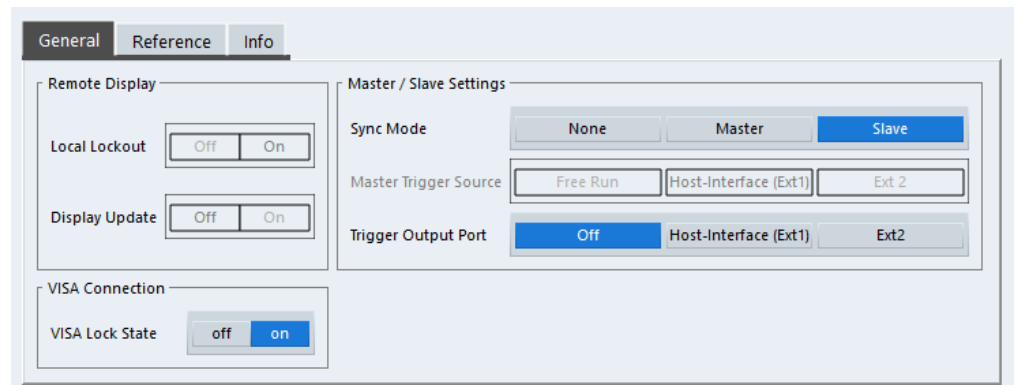 General Reference Info
Remote Display
Local Lockout Off On
Display Update Off On
Master / Slave Settings
Sync Mode None Master Slave
Master Trigger Source Free Run Host-Interface (Ext1) Ext 2
Trigger Output Port Off Host-Interface (Ext1) Ext2
VISA Connection
VISA Lock State off on